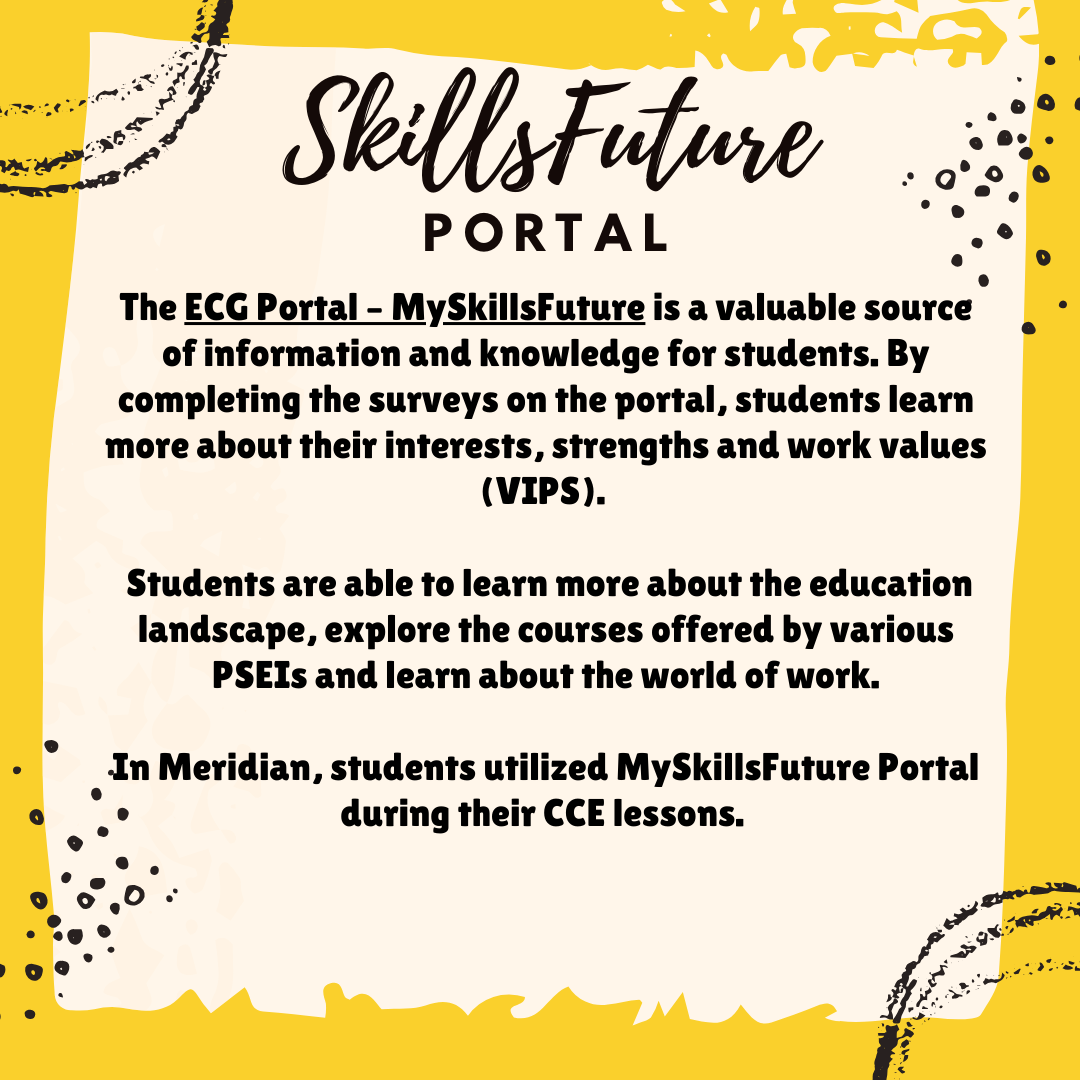 SkillsFuture
PORTAL
The ECG Portal – MySkillsFuture is a valuable source
of information and knowledge for students. By
completing the surveys on the portal, students learn
more about their interests, strengths and work values
(VIPS).
Students are able to learn more about the education
landscape, explore the courses offered by various
PSEIs and learn about the world of work.
In Meridian, students utilized MySkillsFuture Portal
during their CCE lessons.